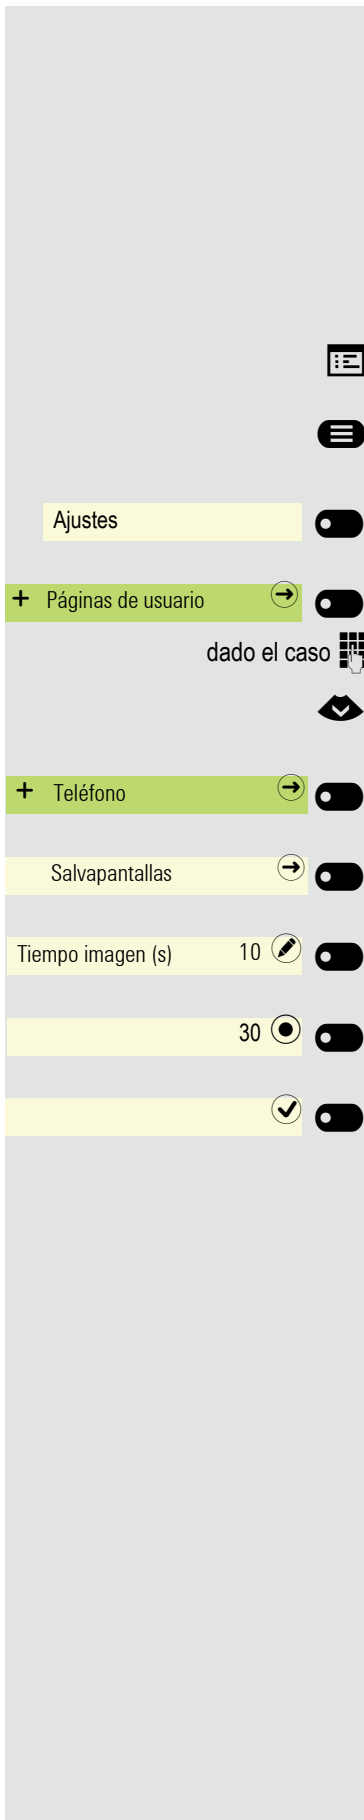 Ajustes
+ Páginas de usuario
dado el caso
+ Teléfono
Salvapantallas
Tiempo imagen (s) 10
30